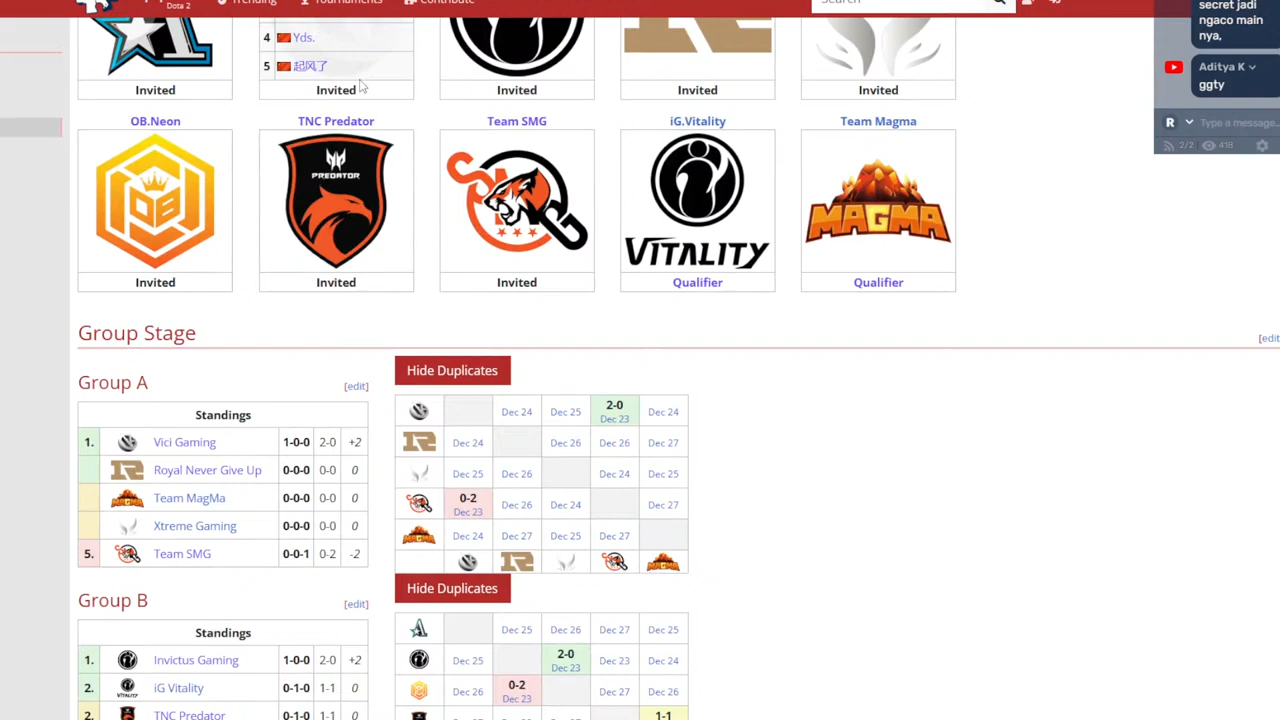 Dota 2
Trending
Tournaments
Contribute
Search
secret jadi
ngaco main
nya,
Aditya K
ggty
R
Type a message...
2/2
418
4 Yds.
5 起风了
Invited
Invited
Invited
Invited
Invited
OB.Neon
TNC Predator
Team SMG
iG.Vitality
Team Magma
OB
PREDATOR
SMG
VITALITY
MAGMA
Invited
Invited
Invited
Qualifier
Qualifier
Group Stage
[edit
Group A
[edit]
Hide Duplicates
Standings
1. Vici Gaming 1-0-0 2-0 +2
Royal Never Give Up 0-0-0 0-0 0
Team MagMa 0-0-0 0-0 0
Xtreme Gaming 0-0-0 0-0 0
5. Team SMG 0-0-1 0-2 -2
Dec 24 Dec 25 2-0 Dec 23 Dec 24
Dec 24 Dec 26 Dec 26 Dec 27
Dec 25 Dec 26 Dec 24 Dec 25
0-2 Dec 23 Dec 26 Dec 24 Dec 27
Dec 24 Dec 27 Dec 25 Dec 27
Group B
[edit]
Hide Duplicates
Standings
1. Invictus Gaming 1-0-0 2-0 +2
2. iG Vitality 0-1-0 1-1 0
2. TNC Predator 0-1-0 1-1 0
Dec 25 Dec 26 Dec 27 Dec 25
Dec 25 2-0 Dec 23 Dec 23 Dec 24
Dec 26 0-2 Dec 23 Dec 27 Dec 26
1-1